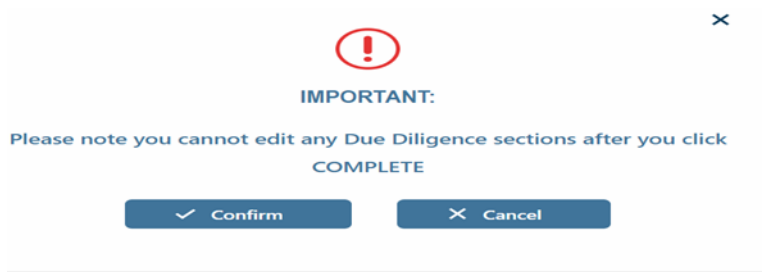 IMPORTANT:
Please note you cannot edit any Due Diligence sections after you click
COMPLETE
Confirm
Cancel